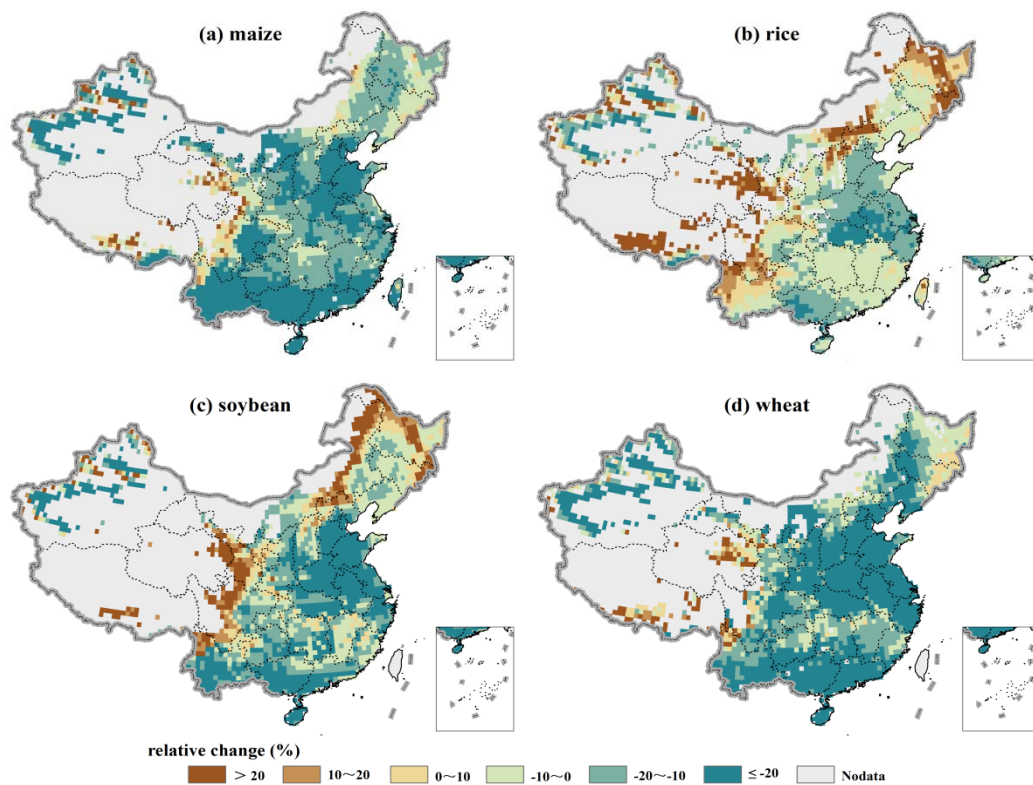 (a) maize
(b) rice
(c) soybean
(d) wheat
relative change (%)
> 20
10～20
0～10
-10～0
-20～-10
≤ -20
Nodata